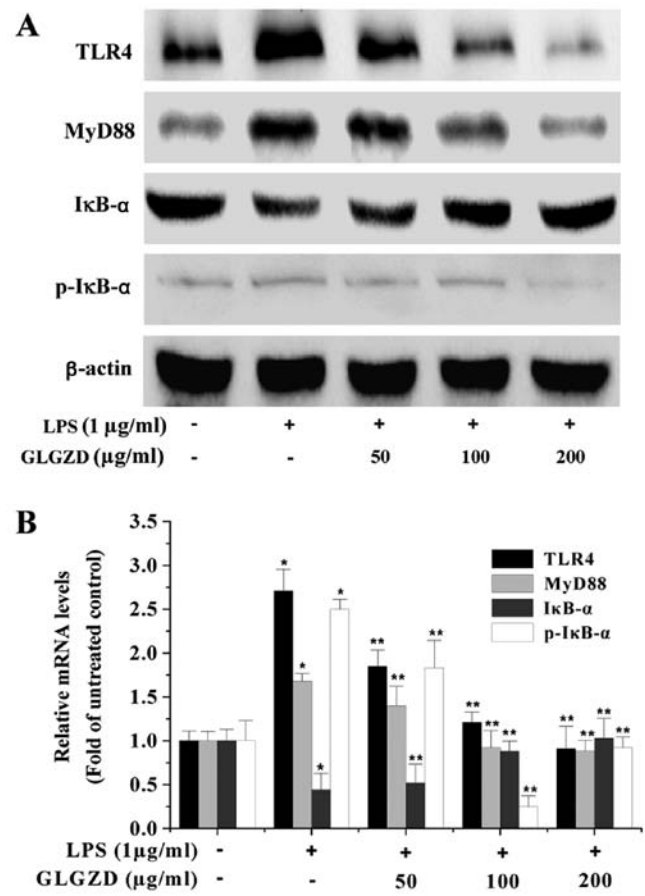 A
TLR4
MyD88
IκB-α
p-IκB-α
β-actin
LPS (1 μg/ml) - + + + +
GLGZD (μg/ml) - - 50 100 200
B
Relative mRNA levels
(Fold of untreated control)
3.5
3.0
2.5
2.0
1.5
1.0
0.5
0.0
* * * *
** ** ** **
** ** ** **
** ** ** **
TLR4
MyD88
IκB-α
p-IκB-α
LPS (1μg/ml) - + + + +
GLGZD (μg/ml) - - 50 100 200